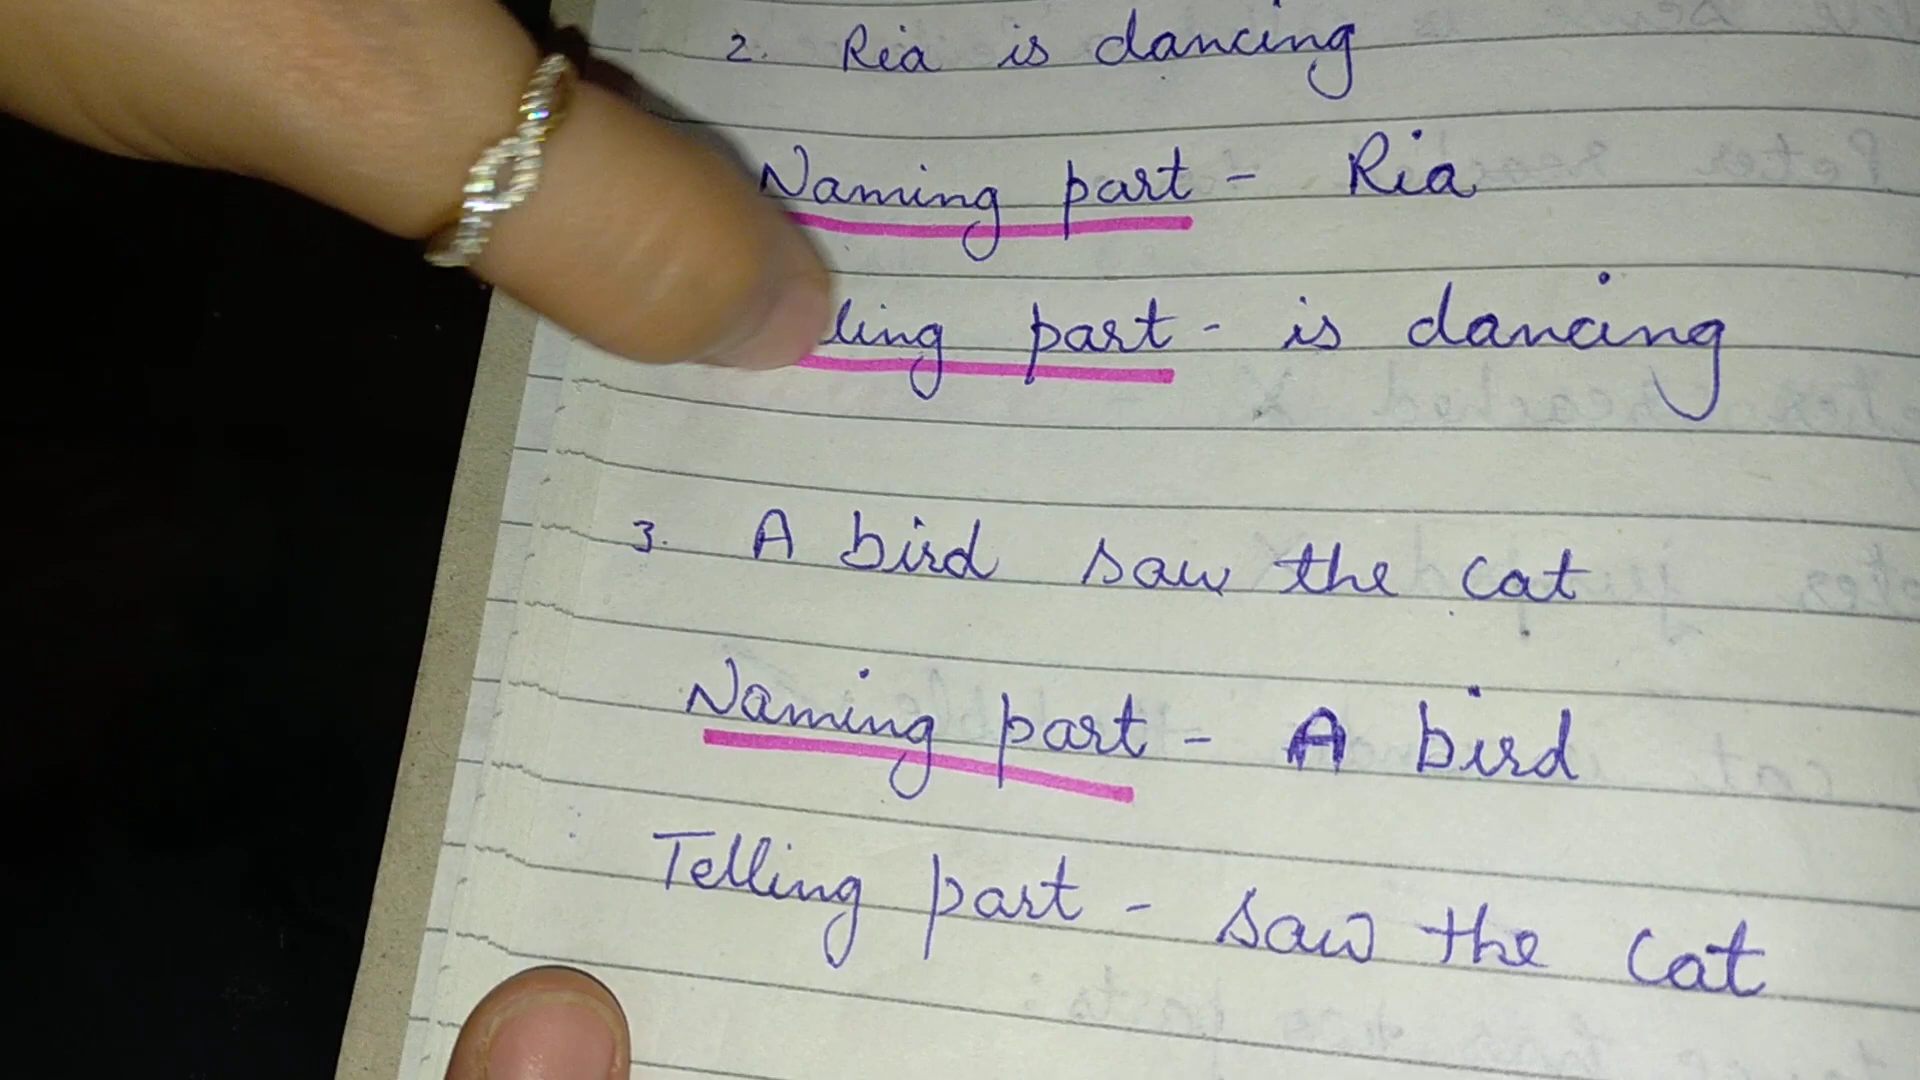 2. Ria is dancing
Naming part - Ria
lling part - is dancing
3. A bird saw the cat
Naming part - A bird
Telling part - saw the cat